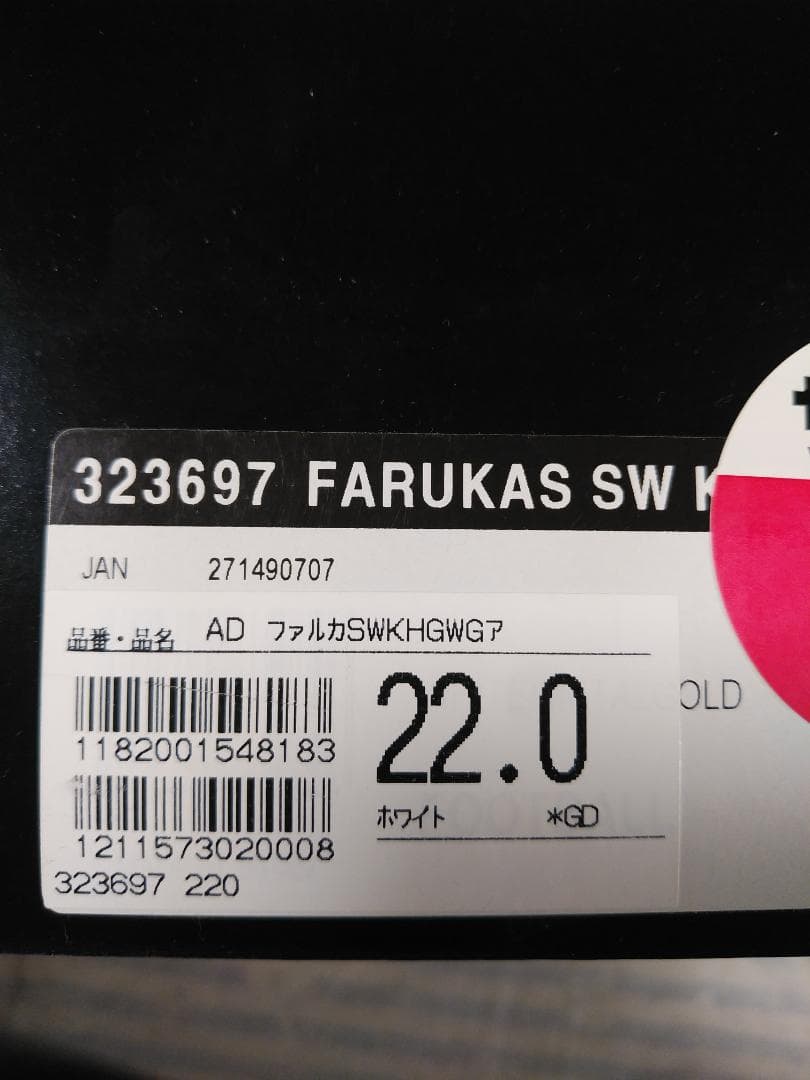 323697 FARUKAS SW K
JAN 271490707
品番・品名 AD ファルカSWKHGWGア
1182001548183
22.0
OLD
ホワイト *GD
1211573020008
323697 220